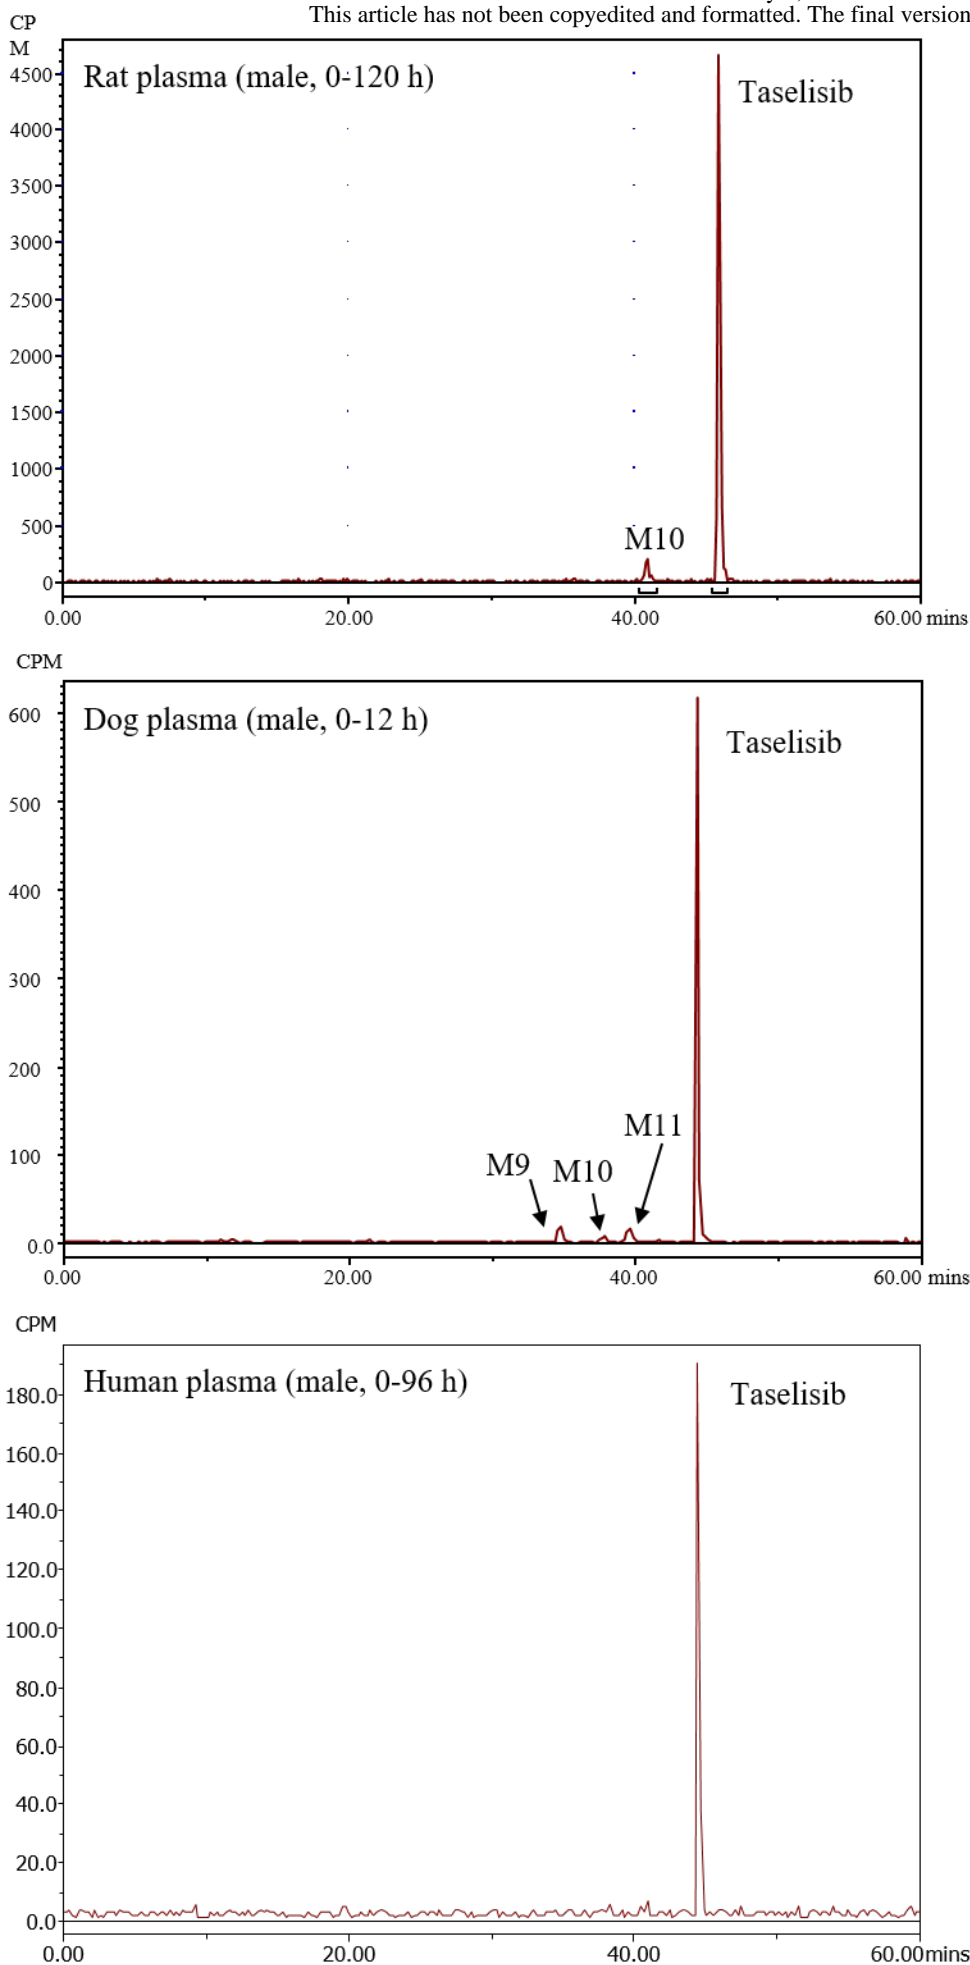 This article has not been copyedited and formatted. The final version
CP
M
Rat plasma (male, 0-120 h)
Taselisib
4500
4000
3500
3000
2500
2000
1500
1000
500
0
M10
0.00 20.00 40.00 60.00 mins
CPM
Dog plasma (male, 0-12 h)
Taselisib
600
500
400
300
200
100
0.0
M11
M9 M10
0.00 20.00 40.00 60.00 mins
CPM
Human plasma (male, 0-96 h)
Taselisib
180.0
160.0
140.0
120.0
100.0
80.0
60.0
40.0
20.0
0.0
0.00 20.00 40.00 60.00mins